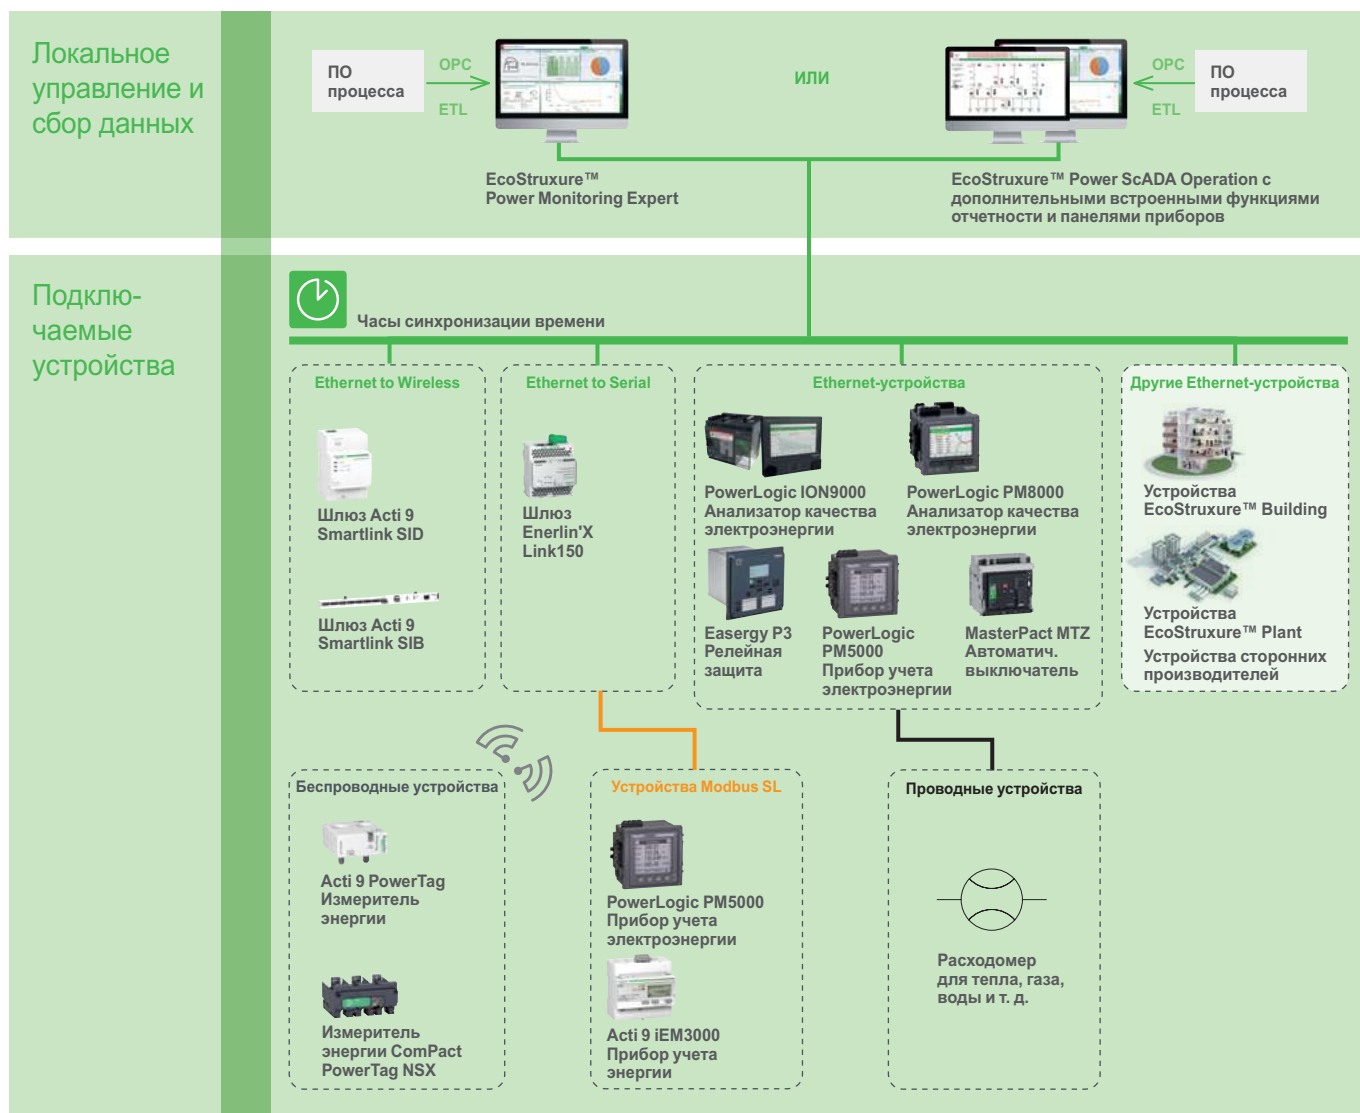 Локальное
управление и
сбор данных
ПО
процесса
OPC
ETL
ИЛИ
OPC
ETL
ПО
процесса
EcoStruxure™
Power Monitoring Expert
EcoStruxure™ Power ScADA Operation с
дополнительными встроенными функциями
отчетности и панелями приборов
Подклю-
чаемые
устройства
Часы синхронизации времени
Ethernet to Wireless
Шлюз Acti 9
Smartlink SID
Шлюз Acti 9
Smartlink SIB
Ethernet to Serial
Шлюз
Enerlin'X
Link150
Ethernet-устройства
PowerLogic ION9000
Анализатор качества
электроэнергии
PowerLogic PM8000
Анализатор качества
электроэнергии
Easergy P3
Релейная
защита
PowerLogic
PM5000
Прибор учета
электроэнергии
MasterPact MTZ
Автоматич.
выключатель
Другие Ethernet-устройства
Устройства
EcoStruxure™ Building
Устройства
EcoStruxure™ Plant
Устройства сторонних
производителей
Беспроводные устройства
Acti 9 PowerTag
Измеритель
энергии
Измеритель
энергии ComPact
PowerTag NSX
Устройства Modbus SL
PowerLogic PM5000
Прибор учета
электроэнергии
Acti 9 iEM3000
Прибор учета
энергии
Проводные устройства
Расходомер
для тепла, газа,
воды и т. д.